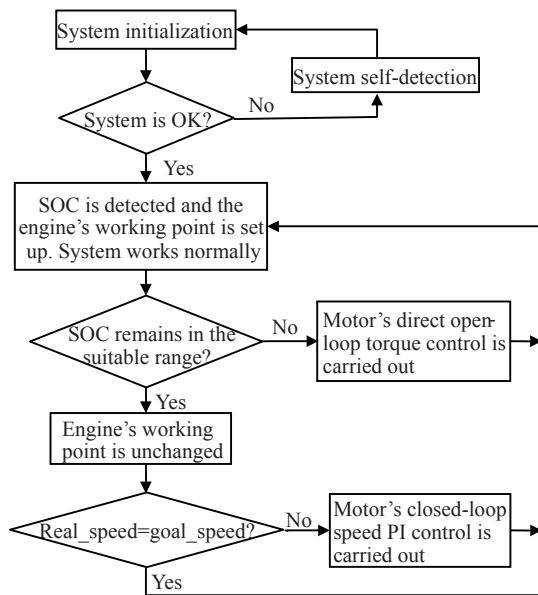 System initialization
System self-detection
No
System is OK?
Yes
SOC is detected and the
engine's working point is set
up. System works normally
SOC remains in the
suitable range?
No
Motor's direct open-
loop torque control is
carried out
Yes
Engine's working
point is unchanged
Real_speed=goal_speed?
No
Motor's closed-loop
speed PI control is
carried out
Yes